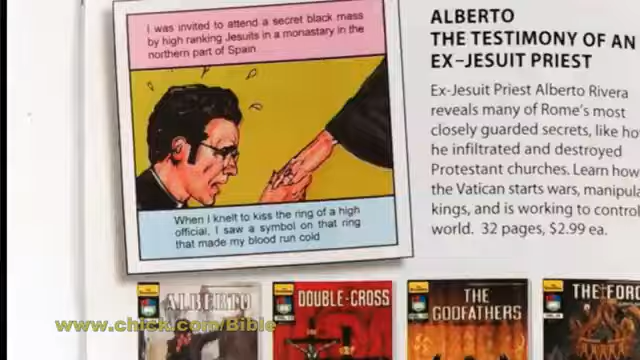 I was invited to attend a secret black mass
by high ranking Jesuits in a monastary in the
northern part of Spain
When I knelt to kiss the ring of a high
official, I saw a symbol on that ring
that made my blood run cold
ALBERTO
THE TESTIMONY OF AN
EX-JESUIT PRIEST
Ex-Jesuit Priest Alberto Rivera
reveals many of Rome's most
closely guarded secrets, like ho
he infiltrated and destroyed
Protestant churches. Learn how
the Vatican starts wars, manipula
kings, and is working to control
world. 32 pages, $2.99 ea.
ALBERTO
DOUBLE-CROSS
THE
GODFATHERS
THE FORC
www.chick.com/Bible